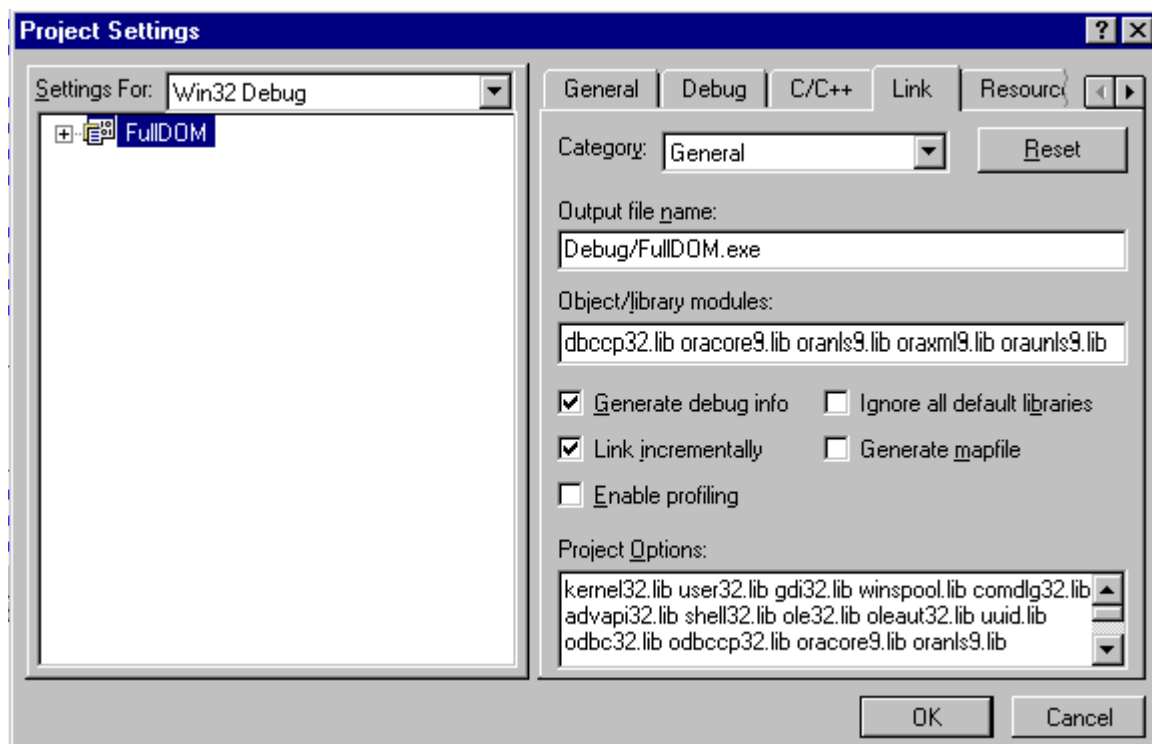 Project Settings
Settings For: Win32 Debug
FullDOM
General Debug C/C++ Link
Category: General Reset
Output file name:
Debug/FullDOM.exe
Object/library modules:
dbccp32.lib oracore9.lib oranls9.lib oraxml9.lib oraunls9.lib
Generate debug info Ignore all default libraries
Link incrementally Generate mapfile
Enable profiling
Project Options:
kernel32.lib user32.lib gdi32.lib winspool.lib comdlg32.lib
advapi32.lib shell32.lib ole32.lib oleaut32.lib uuid.lib
odbc32.lib odbccp32.lib oracore9.lib oranls9.lib
OK Cancel